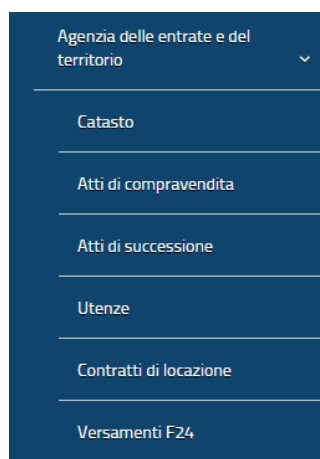 Agenzia delle entrate e del
territorio
Catasto
Atti di compravendita
Atti di successione
Utenze
Contratti di locazione
Versamenti F24